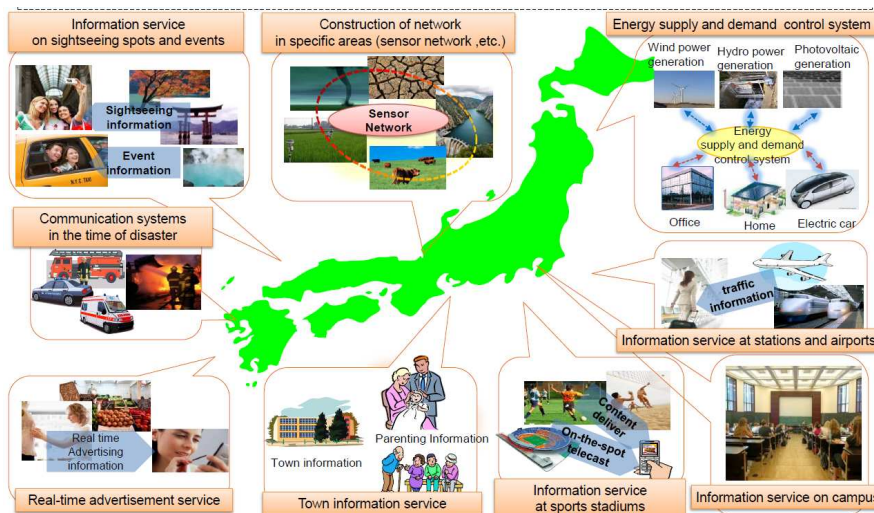 Information service
on sightseeing spots and events
Sightseeing
information
Event
information
Construction of network
in specific areas (sensor network ,etc.)
Sensor
Network
Energy supply and demand control system
Wind power
generation
Hydro power
generation
Photovoltaic
generation
Energy
supply and demand
control system
Office
Home
Electric car
Communication systems
in the time of disaster
traffic
information
Information service at stations and airports
Real time
Advertising
information
Real-time advertisement service
Town information
Parenting Information
Town information service
Content
deliver
On-the-spot
telecast
Information service
at sports stadiums
Information service on campus